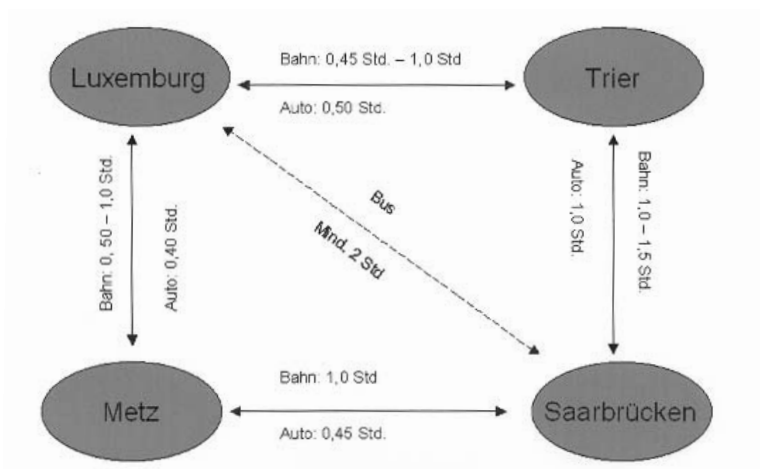 Bahn: 0,45 Std. – 1,0 Std
Luxemburg
Trier
Auto: 0,50 Std.
Bahn: 0, 50 – 1,0 Std.
Auto: 0,40 Std.
Bus
Mind. 2 Std
Auto: 1,0 Std.
Bahn: 1,0 – 1,5 Std.
Bahn: 1,0 Std
Metz
Saarbrücken
Auto: 0,45 Std.